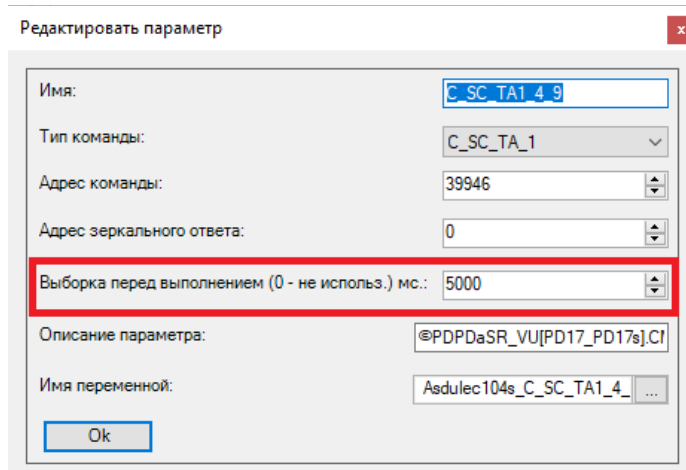 Редактировать параметр
x
Имя: C_SC_TA1_4_9
Тип команды: C_SC_TA_1
Адрес команды: 39946
Адрес зеркального ответа: 0
Выборка перед выполнением (0 - не использ.) мс.: 5000
Описание параметра: ©PDPDaSR_VU[PD17_PD17s].CM
Имя переменной: Asdulec104s_C_SC_TA1_4_ ...
Ok